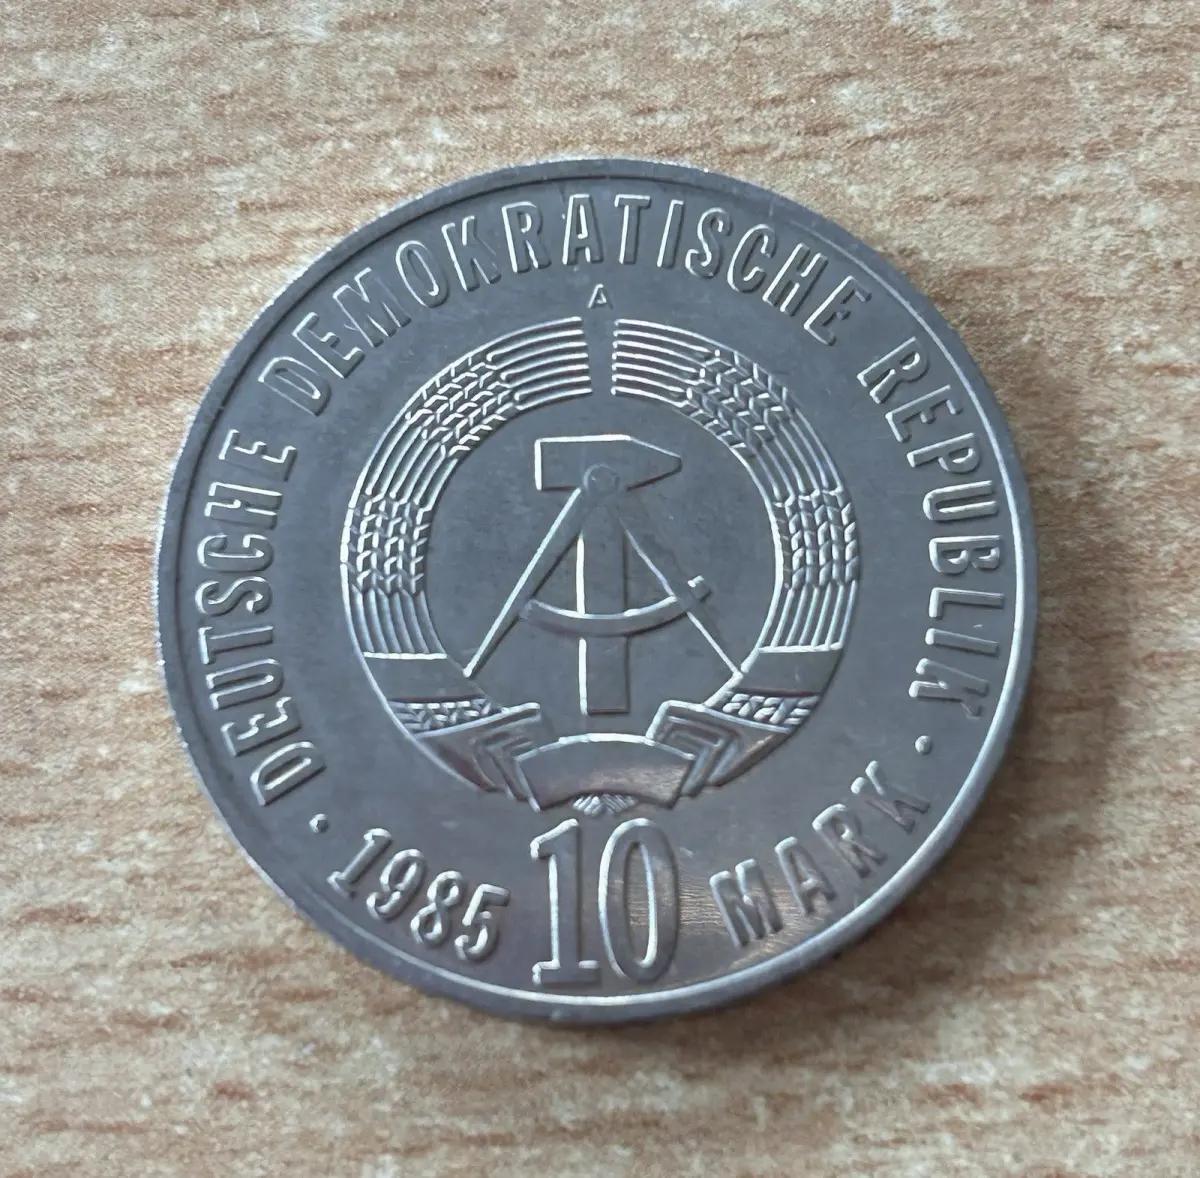 DEUTSCHE DEMOKRATISCHE REPUBLIK
A
· 1985 10 MARK ·